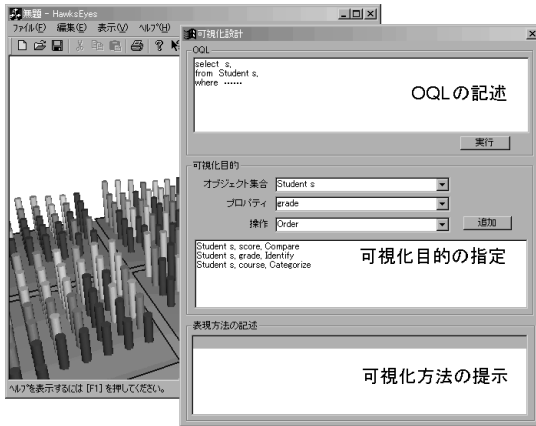 無題 - HawksEyes
ファイル(F) 編集(E) 表示(V) ヘルプ(H)
ヘルプを表示するには [F1] を押してください。
可視化設計
OQL
select s,
from Student s,
where ……
OQLの記述
実行
可視化目的
オブジェクト集合 Student s
プロパティ grade
操作 Order
追加
Student s, score, Compare
Student s, grade, Identify
Student s, course, Categorize
可視化目的の指定
表現方法の記述
可視化方法の提示